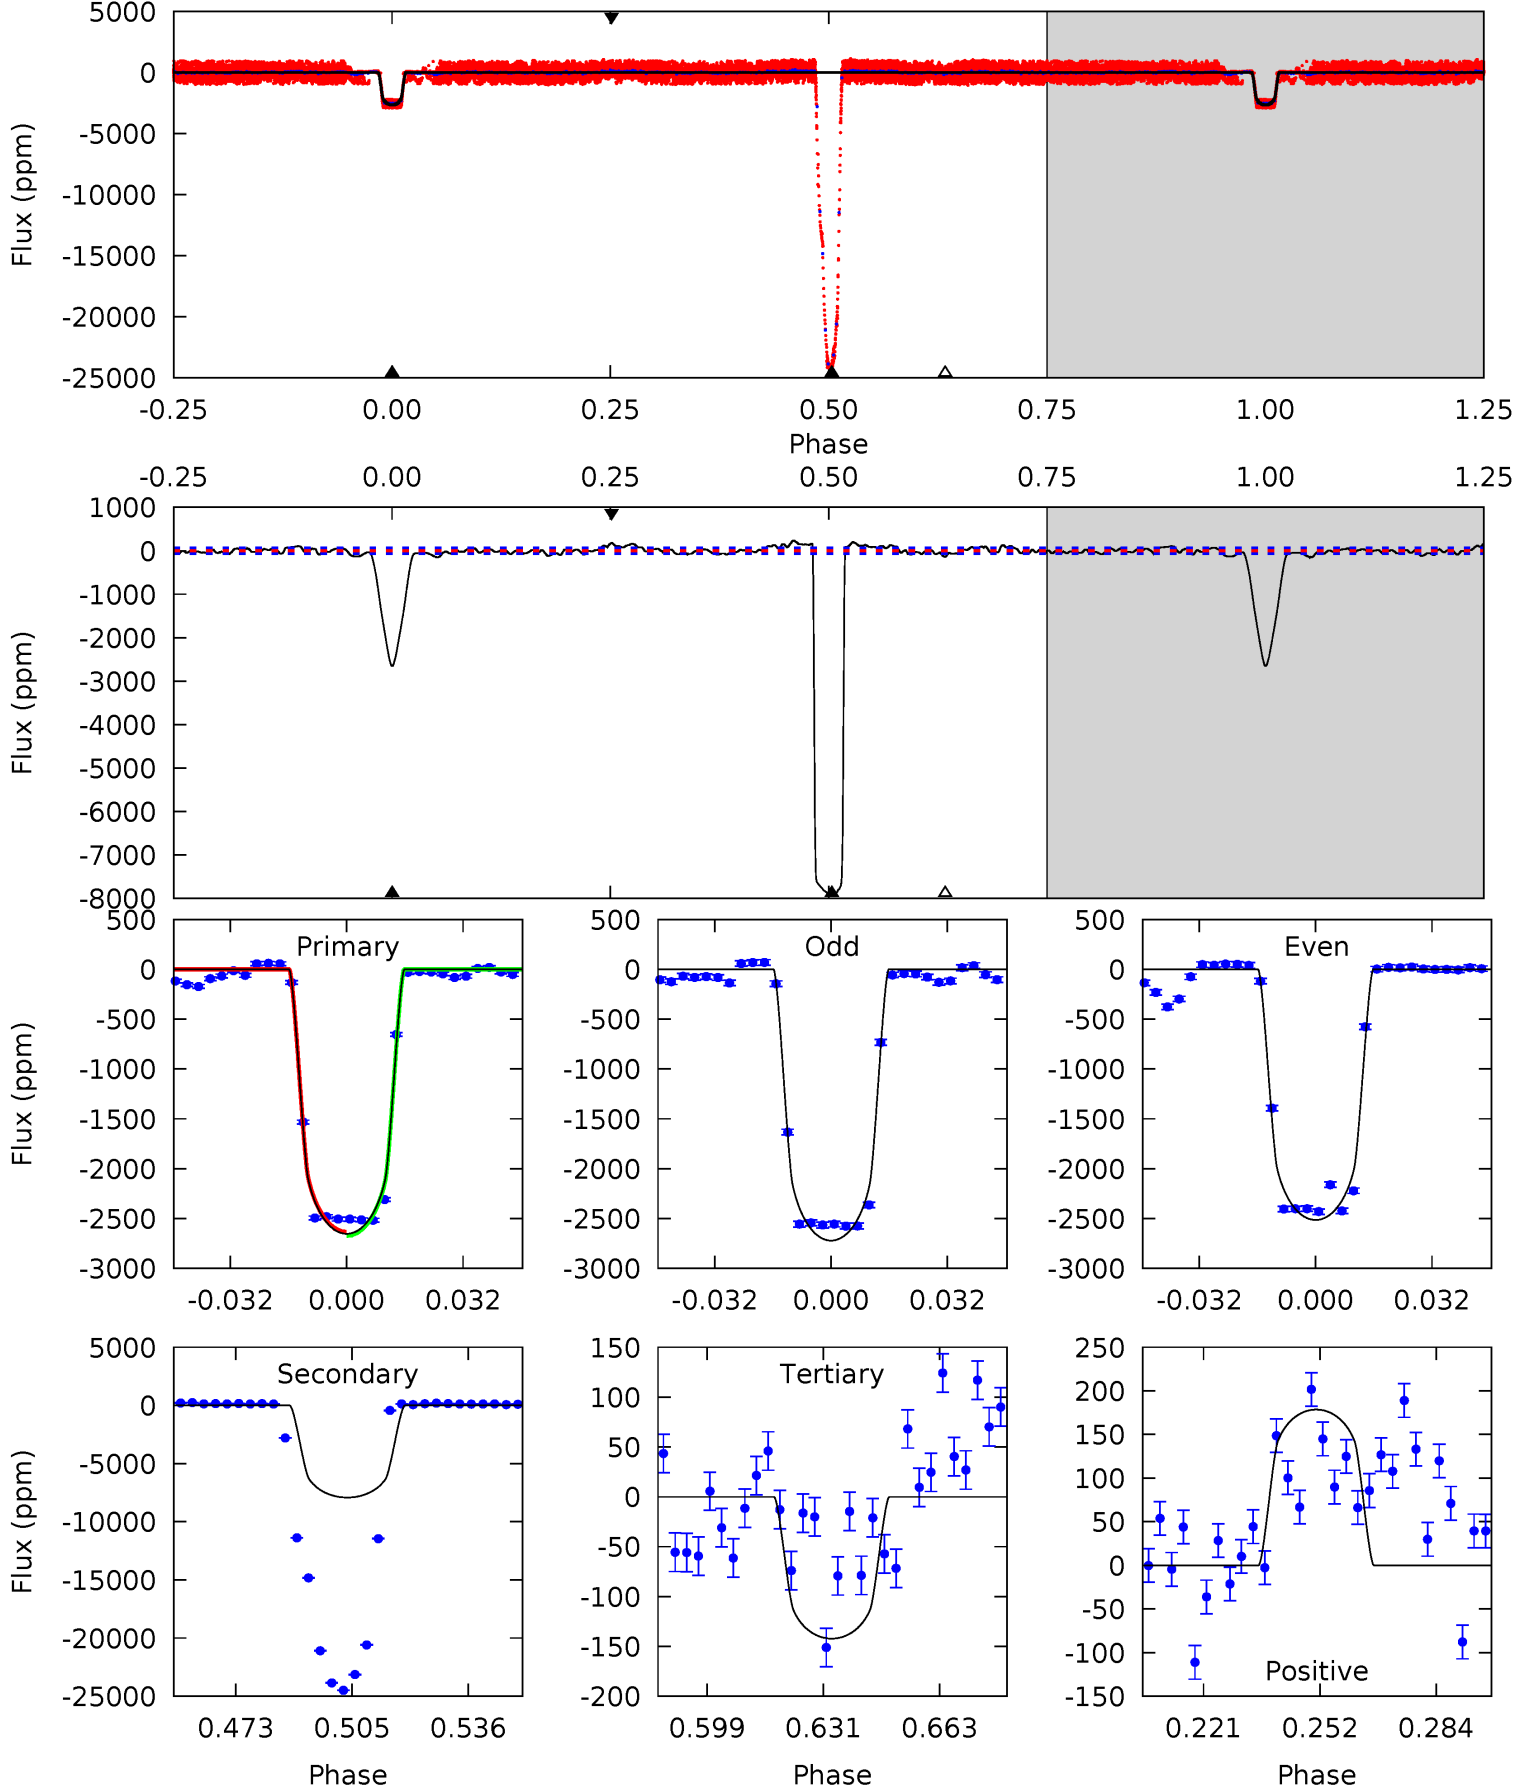 5000
0
-5000
-10000
-15000
-20000
-25000
Flux (ppm)
-0.25 0.00 0.25 0.50 0.75 1.00 1.25
Phase
-0.25 0.00 0.25 0.50 0.75 1.00 1.25
1000
0
-1000
-2000
-3000
-4000
-5000
-6000
-7000
-8000
Flux (ppm)
Primary
500
0
-500
-1000
-1500
-2000
-2500
-3000
Flux (ppm)
-0.032 0.000 0.032
Odd
500
0
-500
-1000
-1500
-2000
-2500
-3000
-0.032 0.000 0.032
Even
500
0
-500
-1000
-1500
-2000
-2500
-3000
-0.032 0.000 0.032
Secondary
5000
0
-5000
-10000
-15000
-20000
-25000
Flux (ppm)
0.473 0.505 0.536
Phase
Tertiary
150
100
50
0
-50
-100
-150
-200
0.599 0.631 0.663
Phase
250
200
150
100
50
0
-50
-100
-150
Positive
0.221 0.252 0.284
Phase